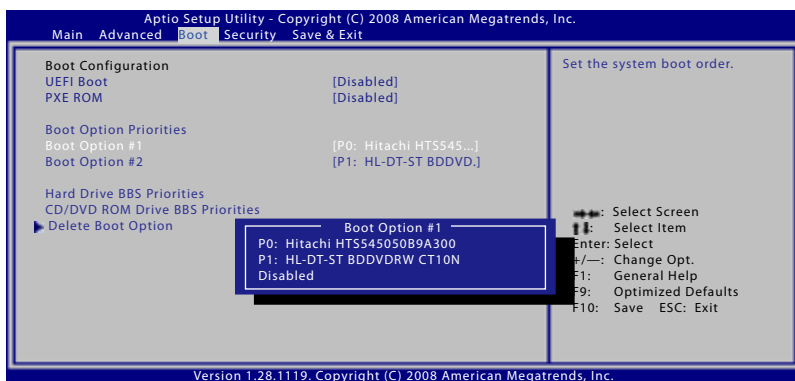 Aptio Setup Utility - Copyright (C) 2008 American Megatrends, Inc.
Main Advanced Boot Security Save & Exit
Boot Configuration
UEFI Boot [Disabled]
PXE ROM [Disabled]
Boot Option Priorities
Boot Option #1 [P0: Hitachi HTS545...]
Boot Option #2 [P1: HL-DT-ST BDDVD.]
Hard Drive BBS Priorities
CD/DVD ROM Drive BBS Priorities
Delete Boot Option
Boot Option #1
P0: Hitachi HTS545050B9A300
P1: HL-DT-ST BDDVDRW CT10N
Disabled
Set the system boot order.
: Select Screen
: Select Item
Enter: Select
+/—: Change Opt.
F1: General Help
F9: Optimized Defaults
F10: Save ESC: Exit
Version 1.28.1119. Copyright (C) 2008 American Megatrends, Inc.